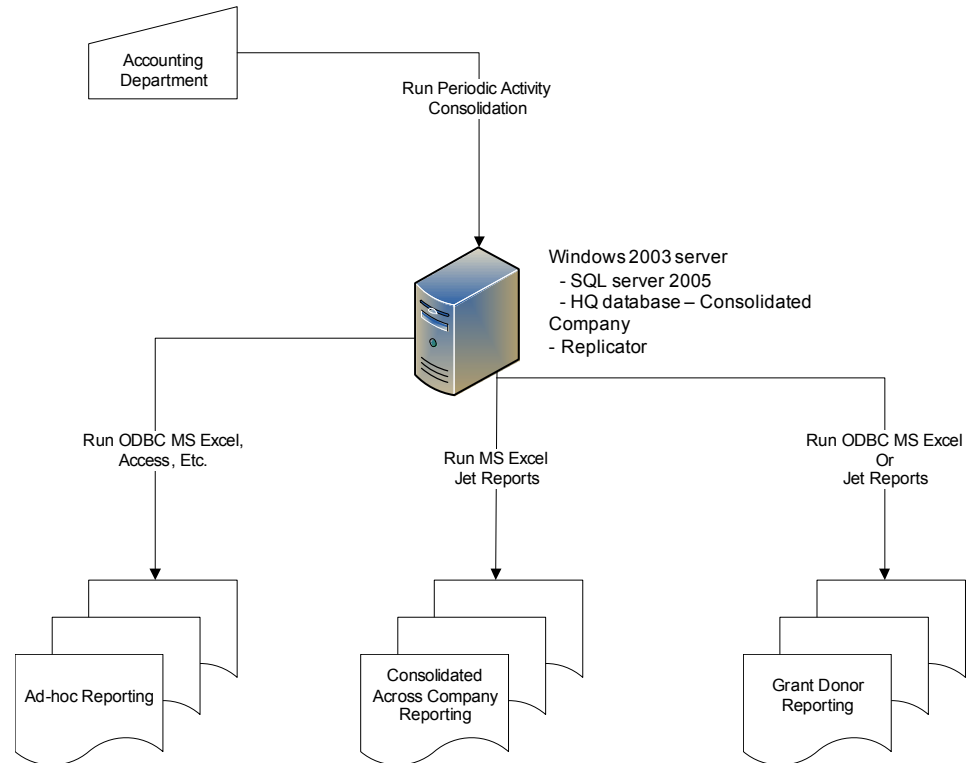 Accounting
Department
Run Periodic Activity
Consolidation
Windows 2003 server
- SQL server 2005
- HQ database – Consolidated
Company
- Replicator
Run ODBC MS Excel,
Access, Etc.
Run MS Excel
Jet Reports
Run ODBC MS Excel
Or
Jet Reports
Ad-hoc Reporting
Consolidated
Across Company
Reporting
Grant Donor
Reporting